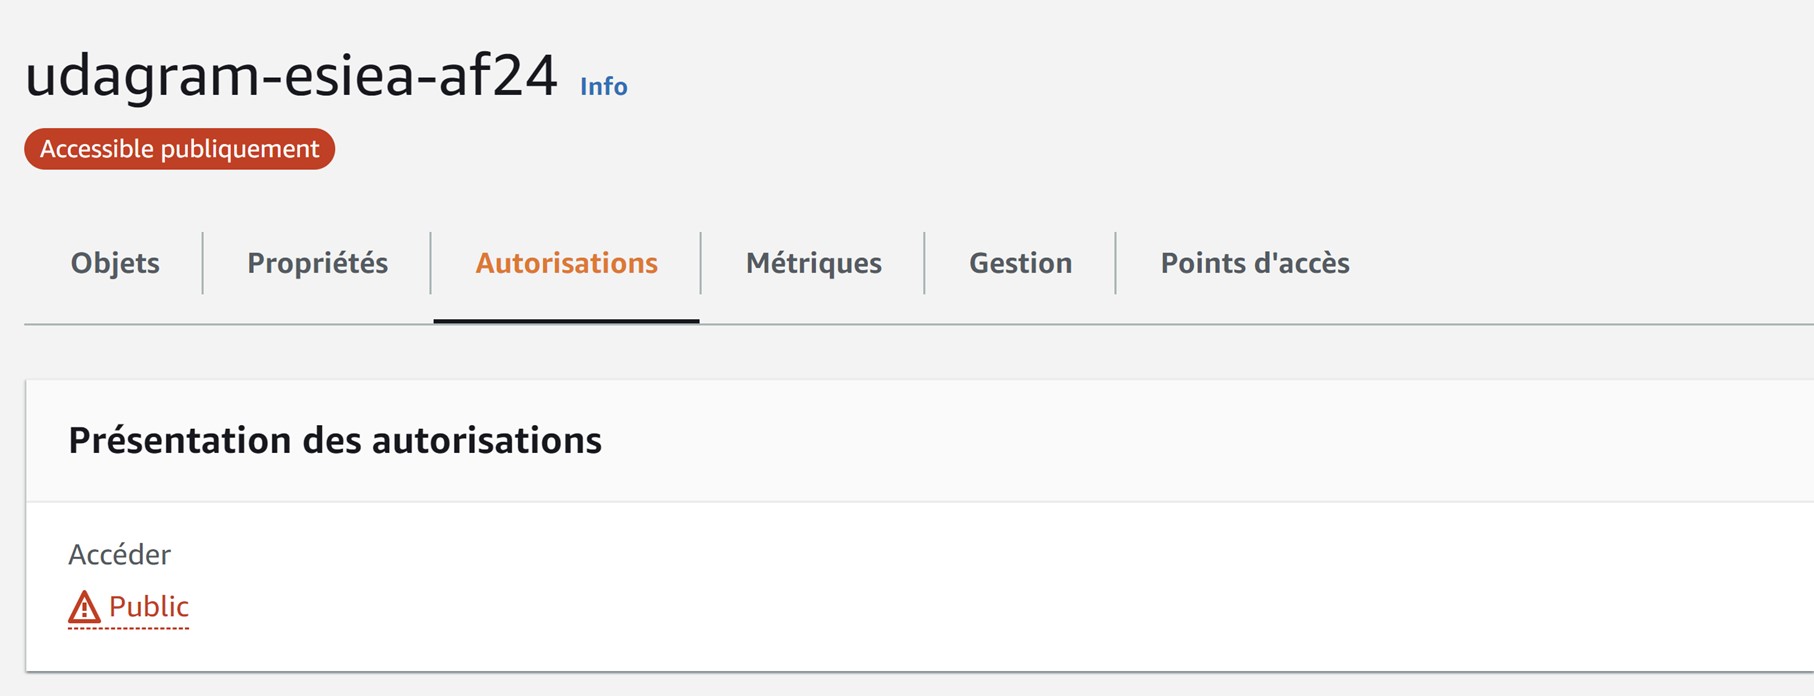 udagram-esiea-af24 Info
Accessible publiquement
Objets Propriétés Autorisations Métriques Gestion Points d'accès
Présentation des autorisations
Accéder
Public